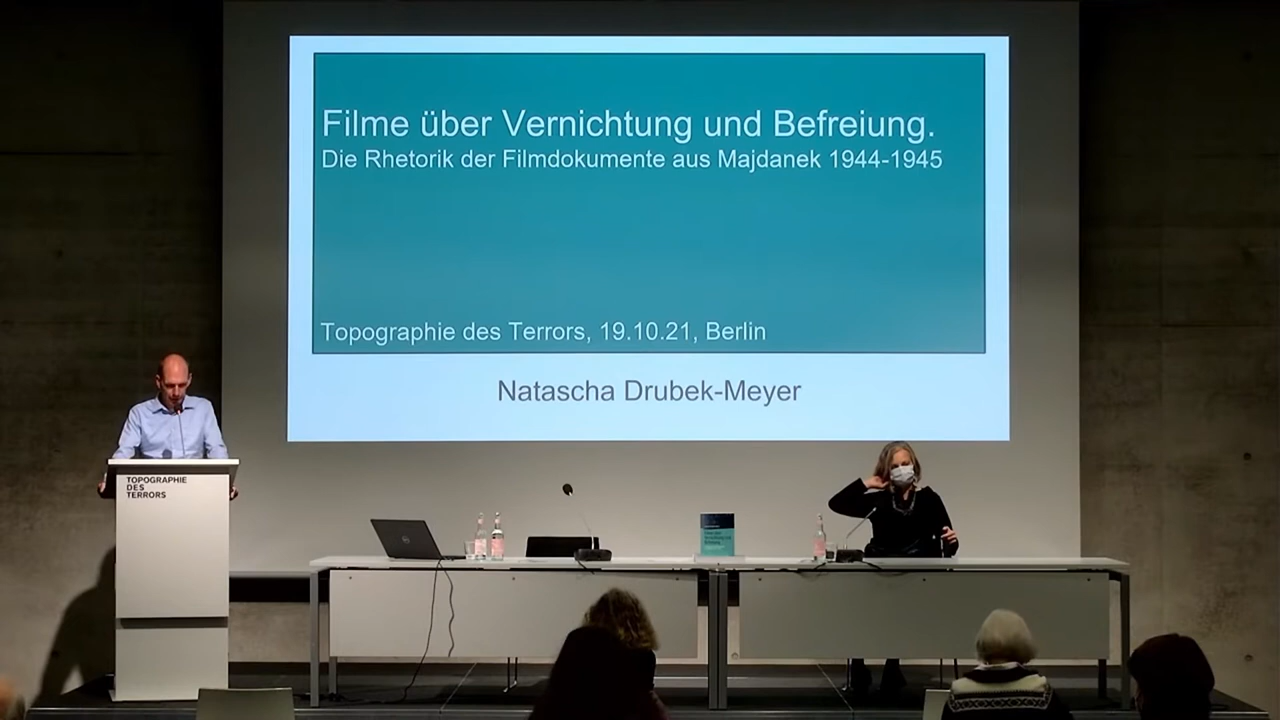 Filme über Vernichtung und Befreiung.
Die Rhetorik der Filmdokumente aus Majdanek 1944-1945
Topographie des Terrors, 19.10.21, Berlin
Natascha Drubek-Meyer
TOPOGRAPHIE
DES
TERRORS